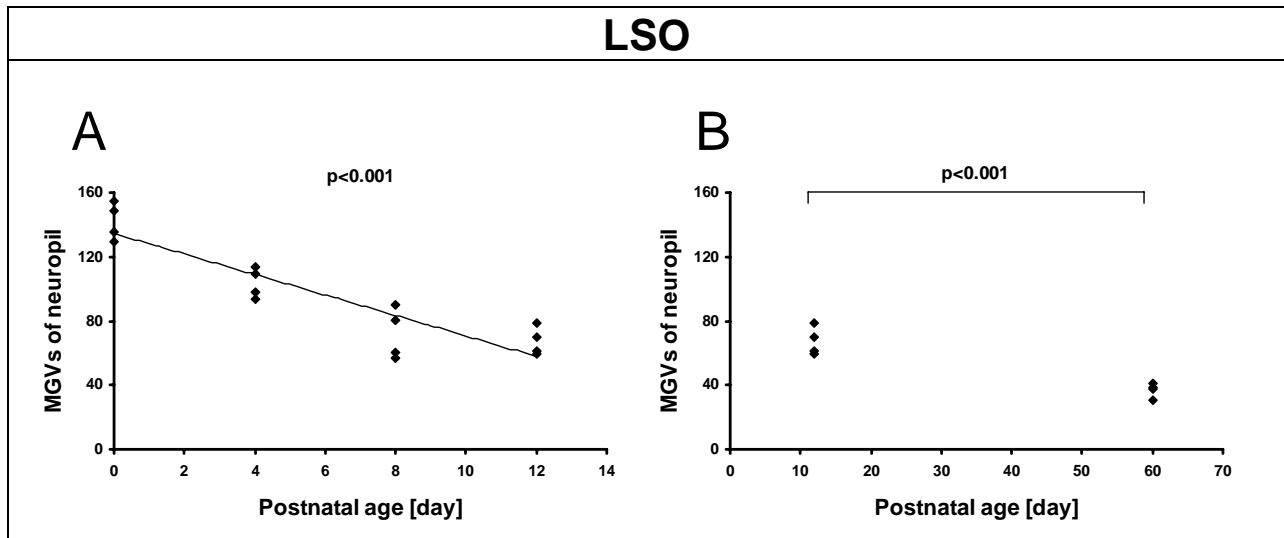 LSO
A
p<0.001
MGVs of neuropil
160
120
80
40
0
0 2 4 6 8 10 12 14
Postnatal age [day]
B
p<0.001
MGVs of neuropil
160
120
80
40
0
0 10 20 30 40 50 60 70
Postnatal age [day]